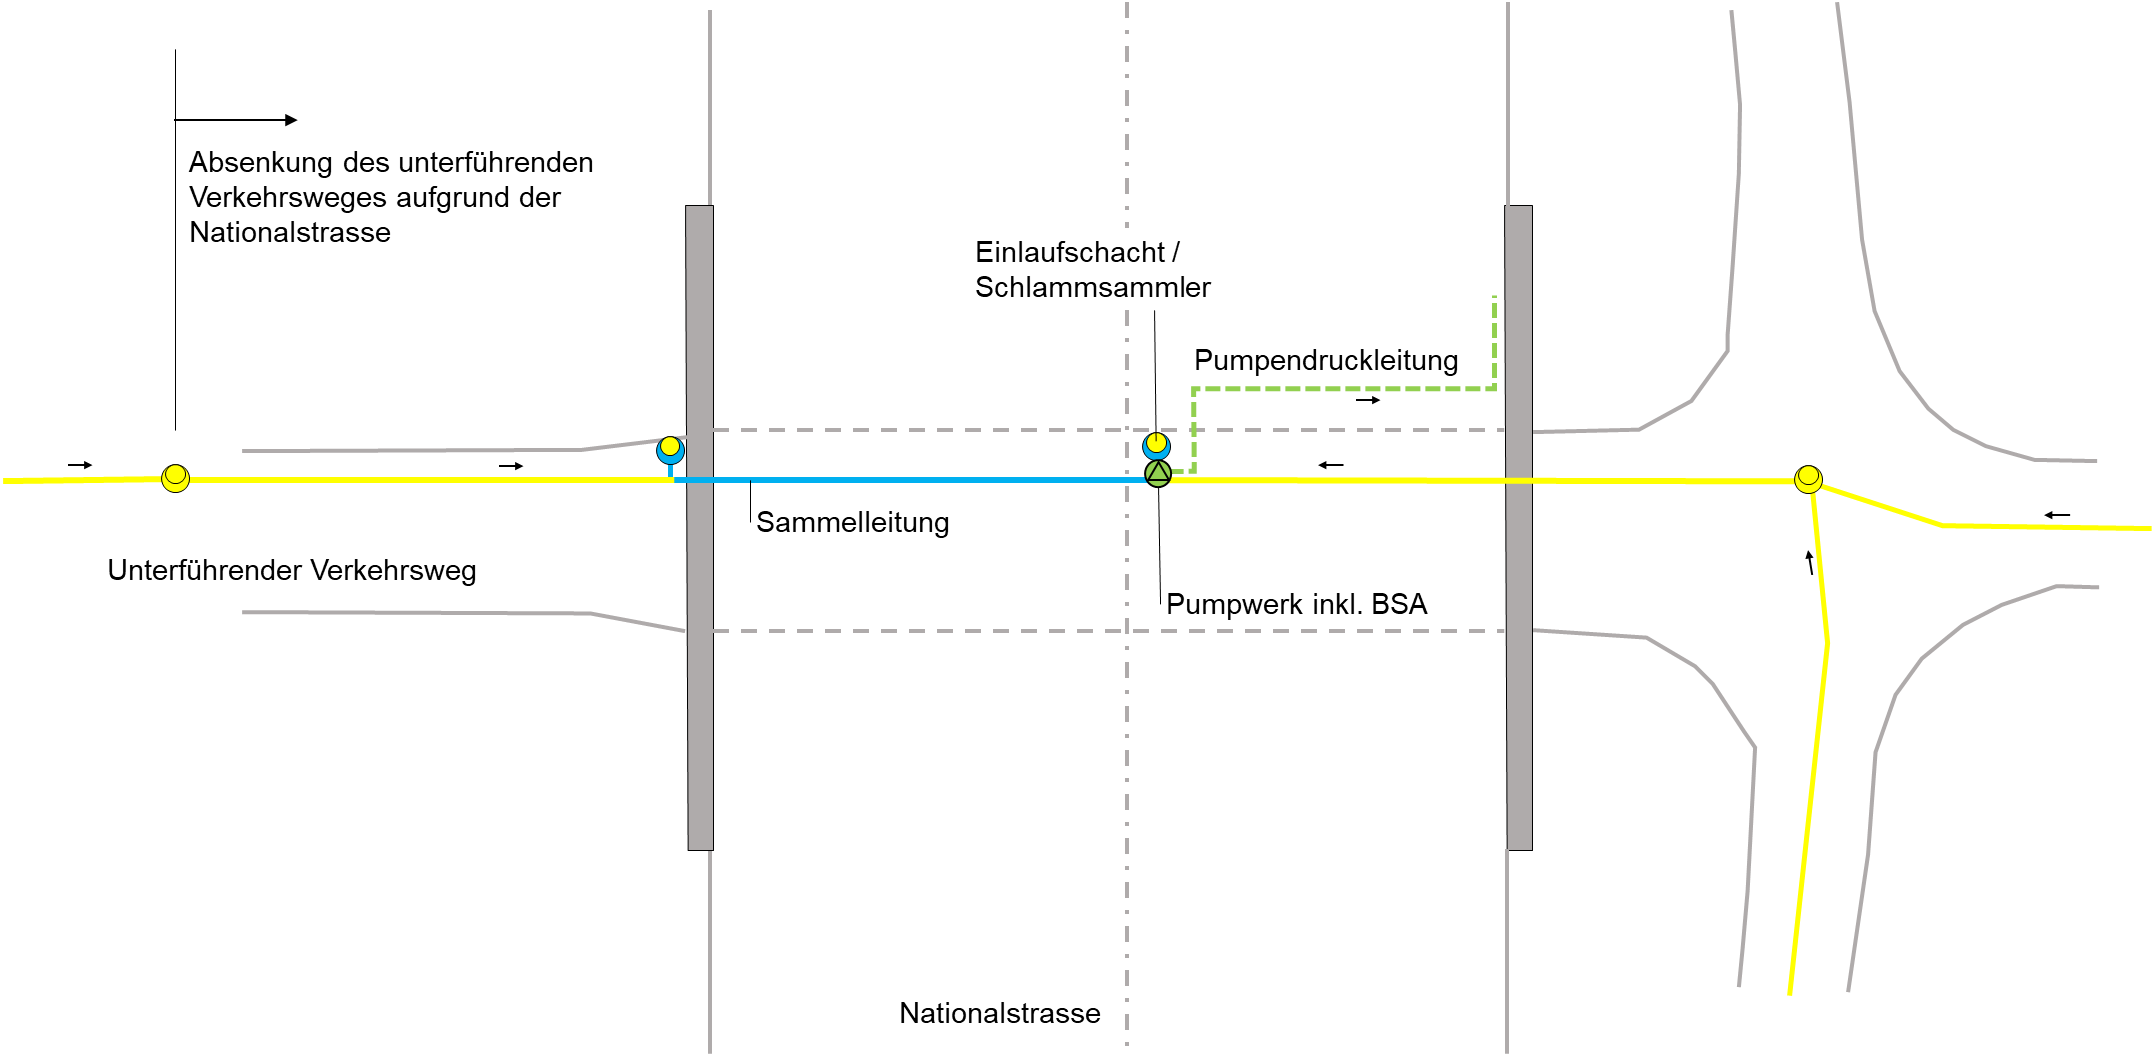 Absenkung des unterführenden
Verkehrsweges aufgrund der
Nationalstrasse
Einlaufschacht /
Schlammsammler
Pumpendruckleitung
Sammelleitung
Unterführender Verkehrsweg
Pumpwerk inkl. BSA
Nationalstrasse